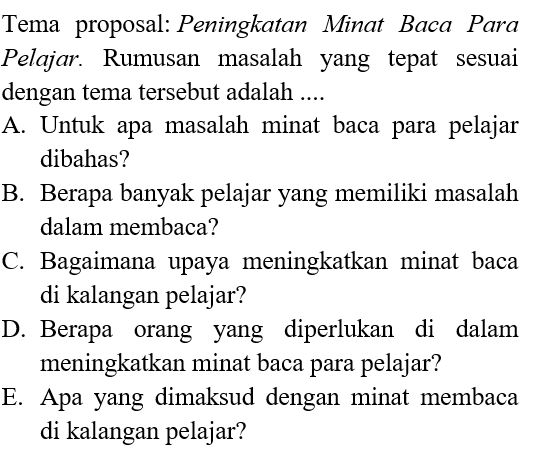 Tema proposal: Peningkatan Minat Baca Para
Pelajar. Rumusan masalah yang tepat sesuai
dengan tema tersebut adalah ....
A. Untuk apa masalah minat baca para pelajar
dibahas?
B. Berapa banyak pelajar yang memiliki masalah
dalam membaca?
C. Bagaimana upaya meningkatkan minat baca
di kalangan pelajar?
D. Berapa orang yang diperlukan di dalam
meningkatkan minat baca para pelajar?
E. Apa yang dimaksud dengan minat membaca
di kalangan pelajar?